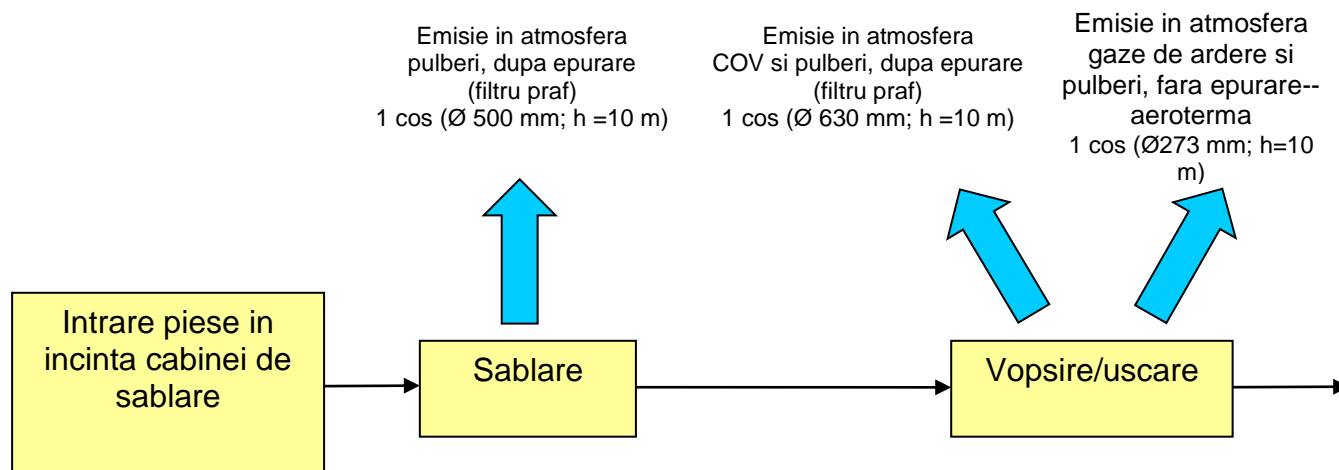 Emisie in atmosfera
pulberi, dupa epurare
(filtru praf)
1 cos (Ø 500 mm; h =10 m)
Emisie in atmosfera
COV si pulberi, dupa epurare
(filtru praf)
1 cos (Ø 630 mm; h =10 m)
Emisie in atmosfera
gaze de ardere si
pulberi, fara epurare--
aeroterma
1 cos (Ø273 mm; h=10
m)
Intrare piese in
incinta cabinei de
sablare
Sablare
Vopsire/uscare